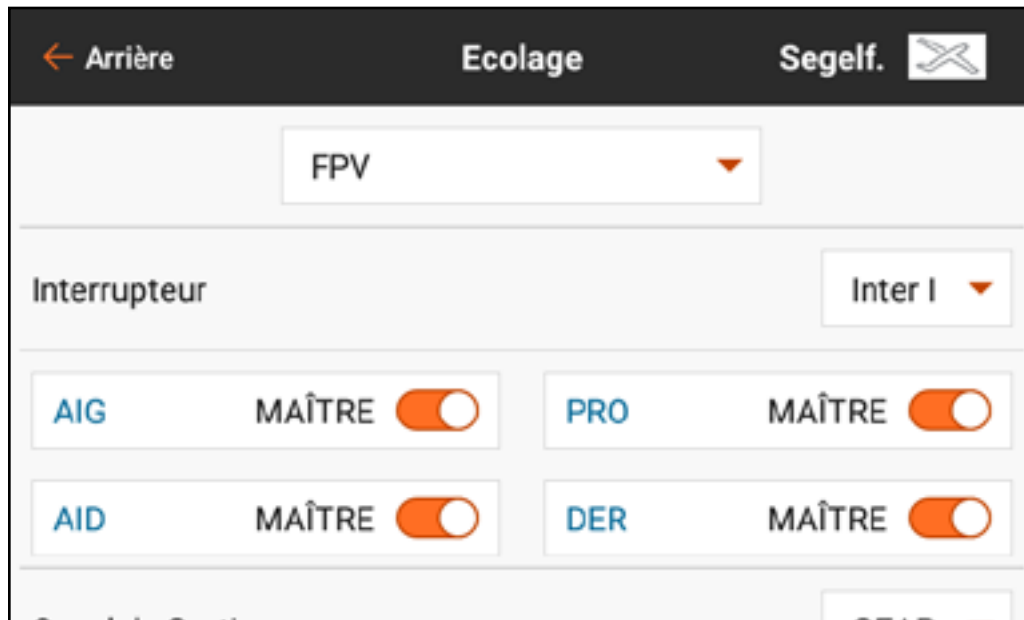 Arrière Ecolage Segelf.
FPV
Interrupteur Inter I
AIG MAÎTRE PRO MAÎTRE
AID MAÎTRE DER MAÎTRE